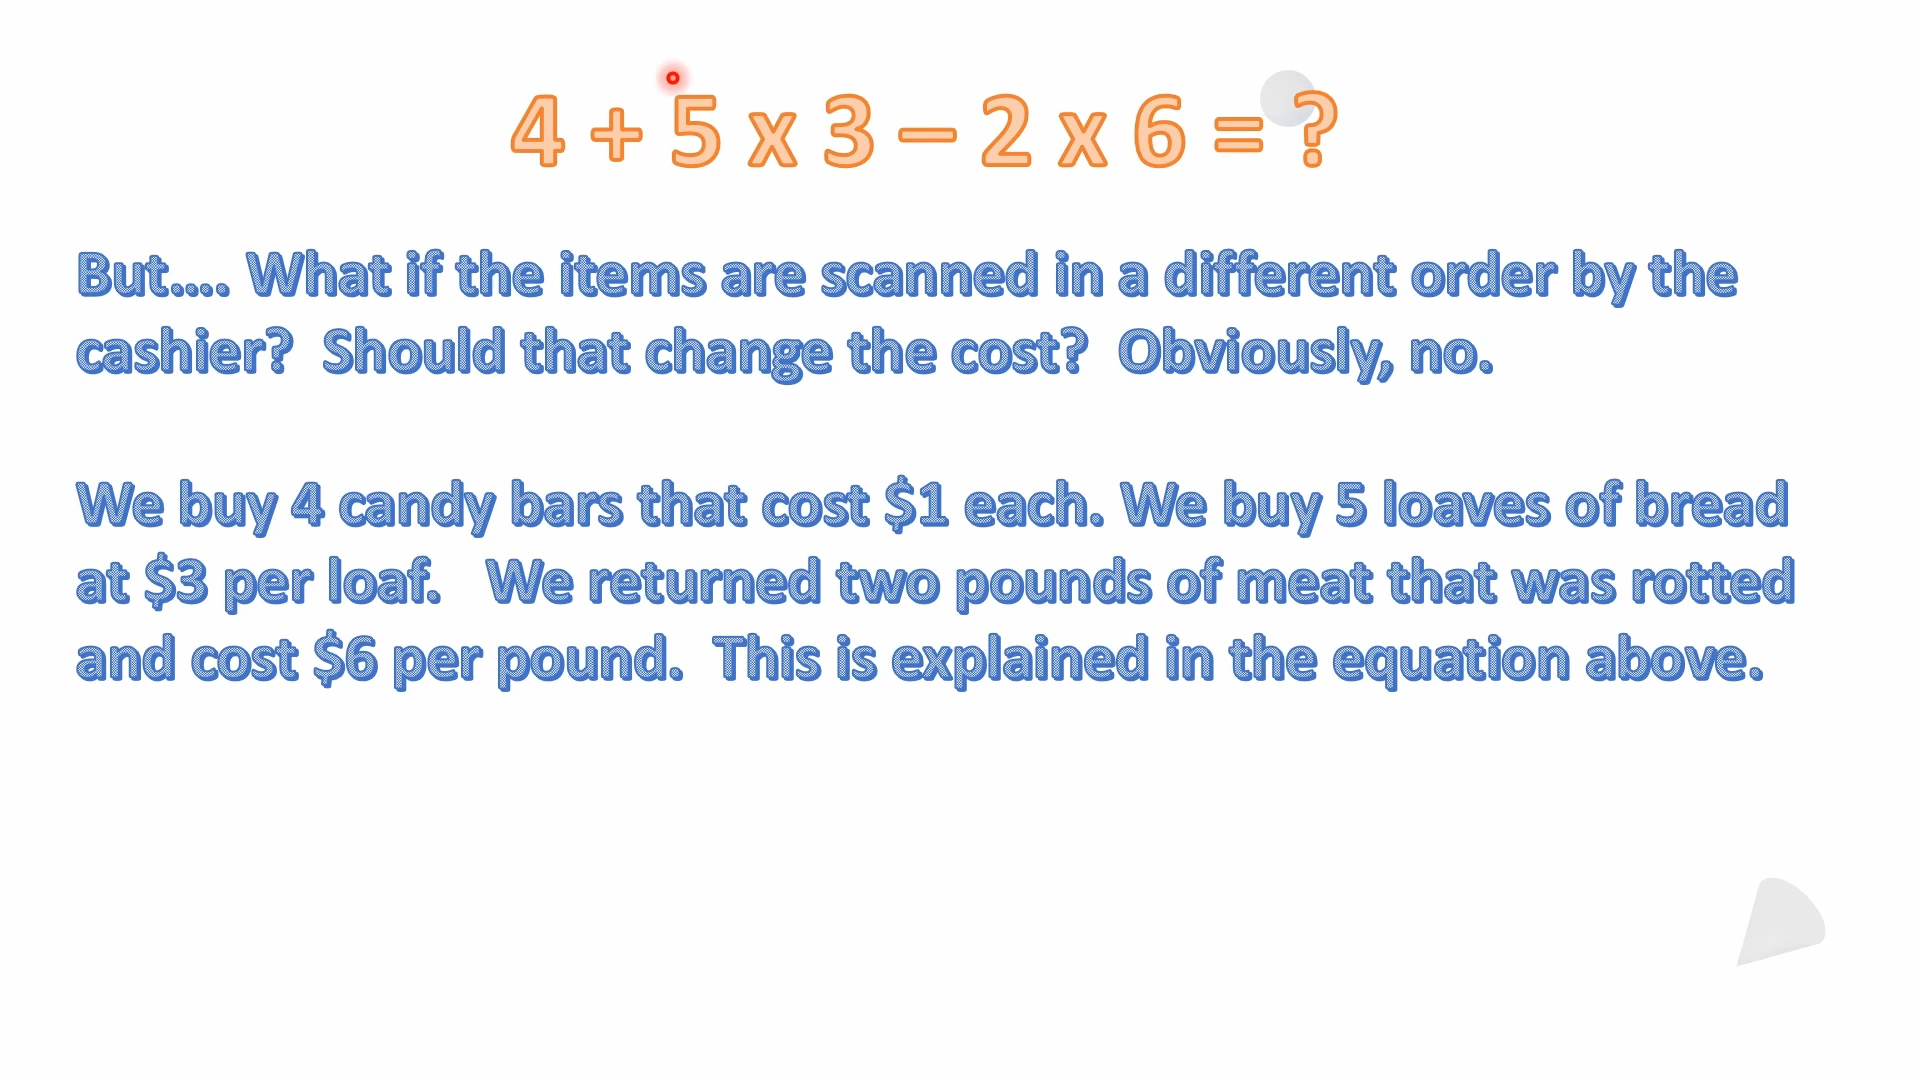 4 + 5 x 3 – 2 x 6 = ?
But.... What if the items are scanned in a different order by the
cashier?  Should that change the cost?  Obviously, no.
We buy 4 candy bars that cost $1 each. We buy 5 loaves of bread
at $3 per loaf.   We returned two pounds of meat that was rotted
and cost $6 per pound.  This is explained in the equation above.